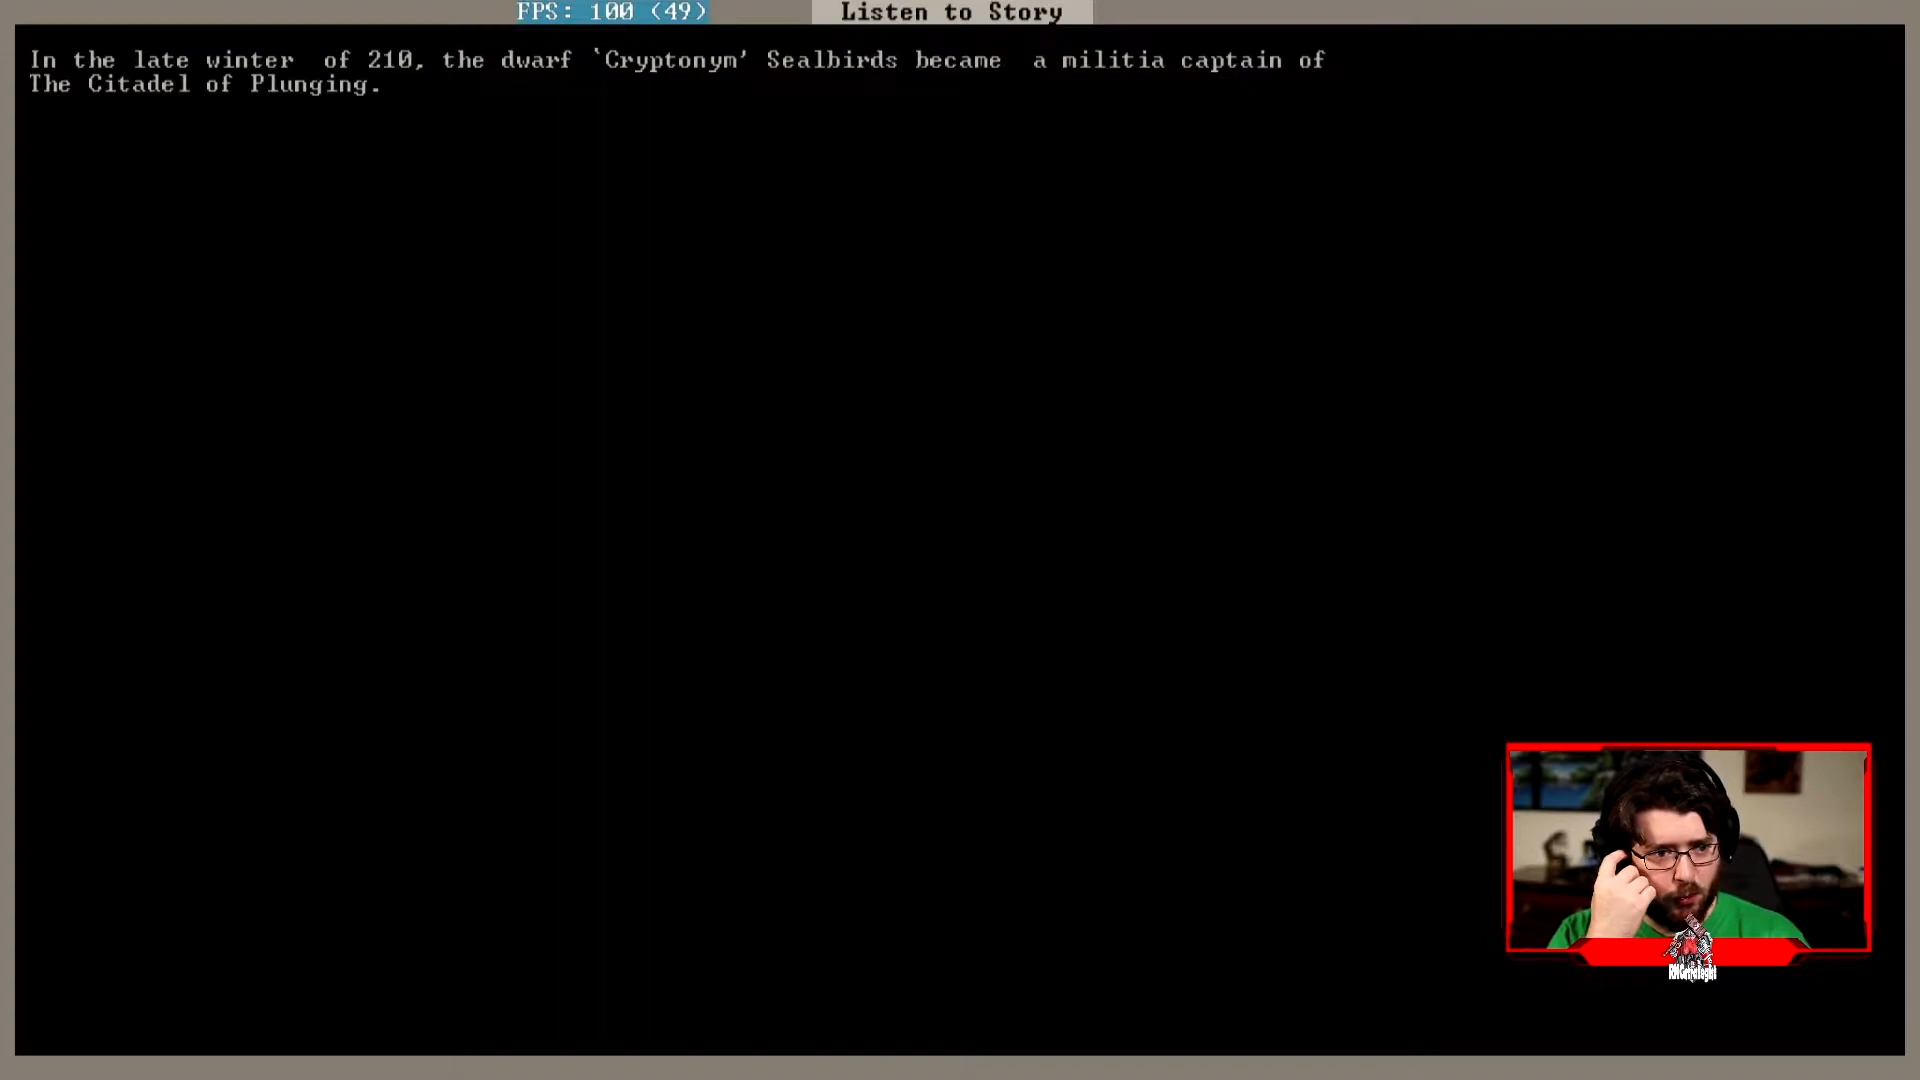 FPS: 100 (49)
Listen to Story
In the late winter  of 210, the dwarf `Cryptonym' Sealbirds became  a militia captain of
The Citadel of Plunging.